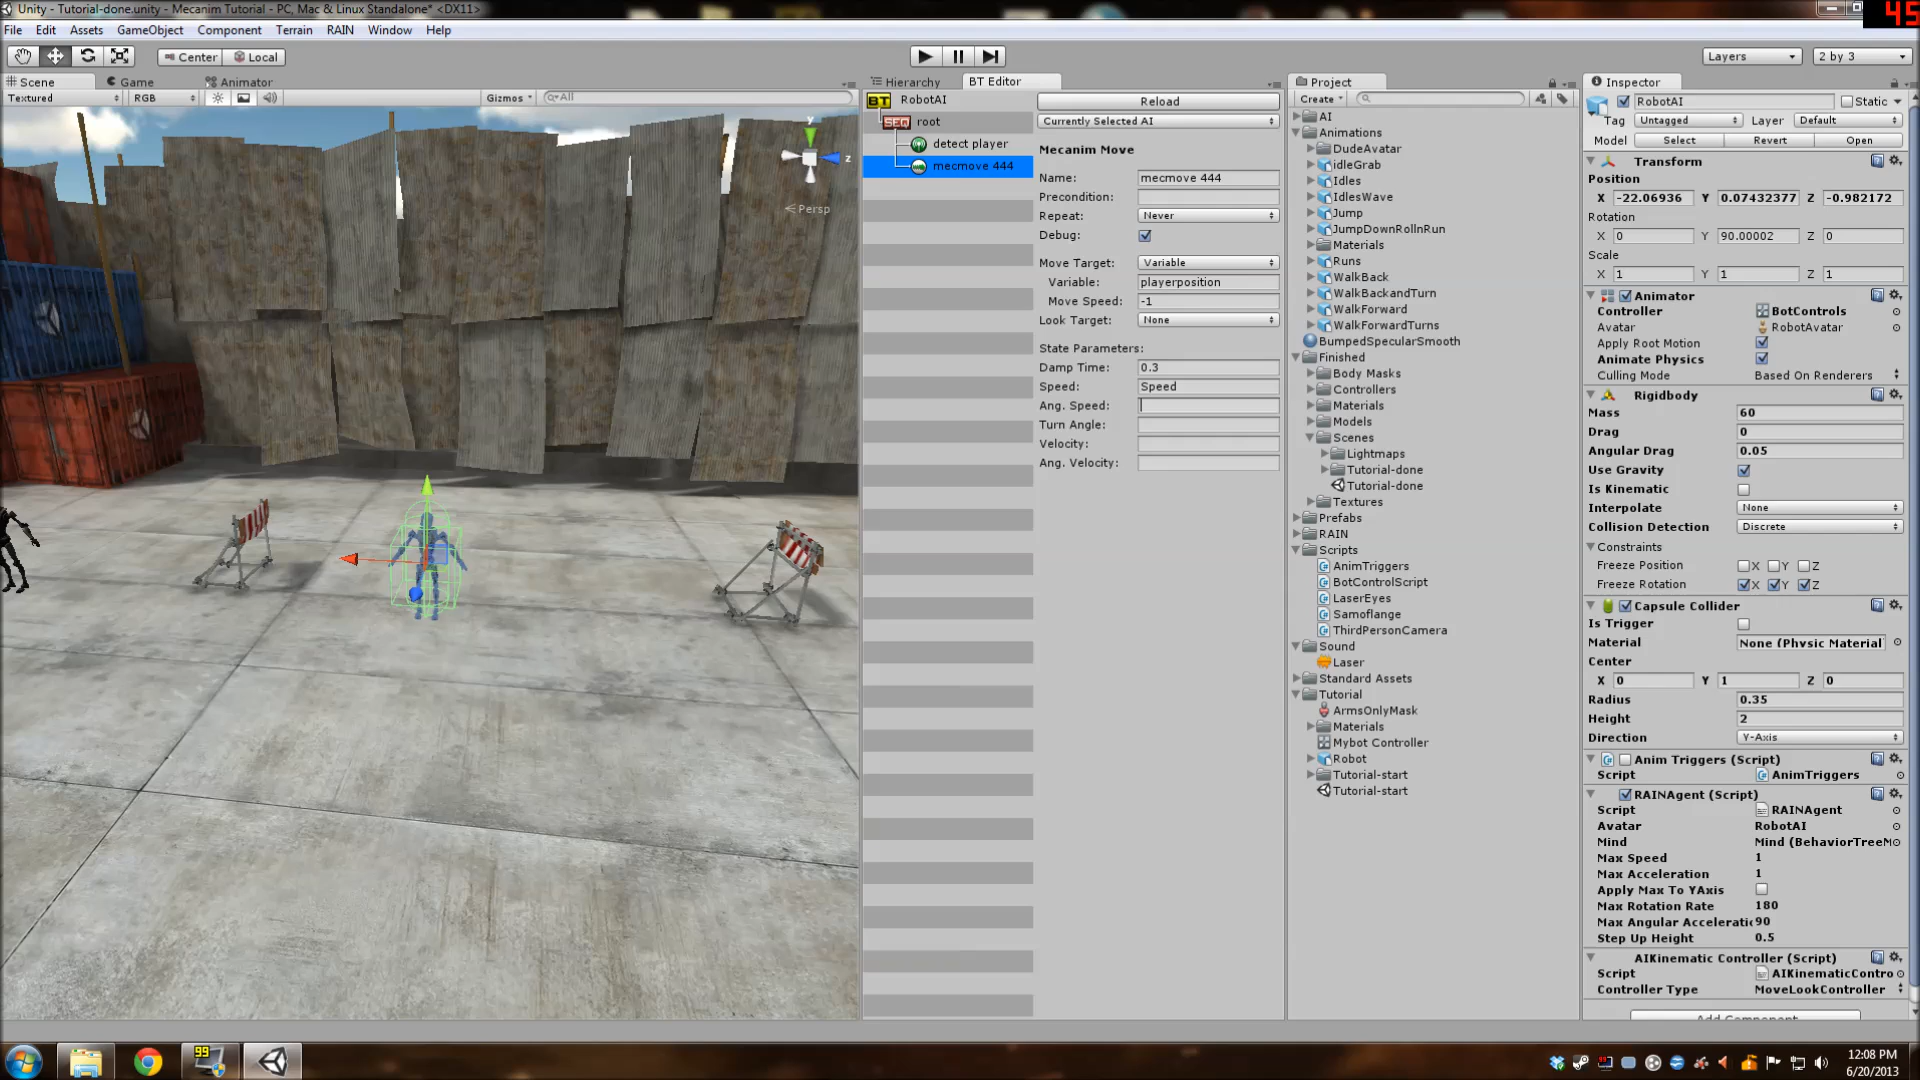 Unity - Tutorial-done.unity - Mecanim Tutorial - PC, Mac & Linux Standalone* <DX11>
45
File Edit Assets GameObject Component Terrain RAIN Window Help
Center Local Layers 2 by 3
Scene Game Animator
Textured RGB Gizmos All
y
z
Persp
Hierarchy BT Editor
BT RobotAI
SEQ root
detect player
mecmove 444
Reload
Currently Selected AI
Mecanim Move
Name: mecmove 444
Precondition:
Repeat: Never
Debug:
Move Target: Variable
Variable: playerposition
Move Speed: -1
Look Target: None
State Parameters:
Damp Time: 0.3
Speed: Speed
Ang. Speed:
Turn Angle:
Velocity:
Ang. Velocity:
Project
Create
AI
Animations
DudeAvatar
idleGrab
Idles
IdlesWave
Jump
JumpDownRollnRun
Materials
Runs
WalkBack
WalkBackandTurn
WalkForward
WalkForwardTurns
BumpedSpecularSmooth
Finished
Body Masks
Controllers
Materials
Models
Scenes
Lightmaps
Tutorial-done
Tutorial-done
Textures
Prefabs
RAIN
Scripts
AnimTriggers
BotControlScript
LaserEyes
Samoflange
ThirdPersonCamera
Sound
Laser
Standard Assets
Tutorial
ArmsOnlyMask
Materials
Mybot Controller
Robot
Tutorial-start
Tutorial-start
Inspector
RobotAI Static
Tag Untagged Layer Default
Model Select Revert Open
Transform
Position
X -22.06936 Y 0.07432377 Z -0.982172
Rotation
X 0 Y 90.00002 Z 0
Scale
X 1 Y 1 Z 1
Animator
Controller BotControls
Avatar RobotAvatar
Apply Root Motion
Animate Physics
Culling Mode Based On Renderers
Rigidbody
Mass 60
Drag 0
Angular Drag 0.05
Use Gravity
Is Kinematic
Interpolate None
Collision Detection Discrete
Constraints
Freeze Position X Y Z
Freeze Rotation X Y Z
Capsule Collider
Is Trigger
Material None (Physic Material
Center
X 0 Y 1 Z 0
Radius 0.35
Height 2
Direction Y-Axis
Anim Triggers (Script)
Script AnimTriggers
RAINAgent (Script)
Script RAINAgent
Avatar RobotAI
Mind Mind (BehaviorTreeM
Max Speed 1
Max Acceleration 1
Apply Max To YAxis
Max Rotation Rate 180
Max Angular Acceleratic 90
Step Up Height 0.5
AIKinematic Controller (Script)
Script AIKinematicContro
Controller Type MoveLookController
Add Component
99
12:08 PM
6/20/2013